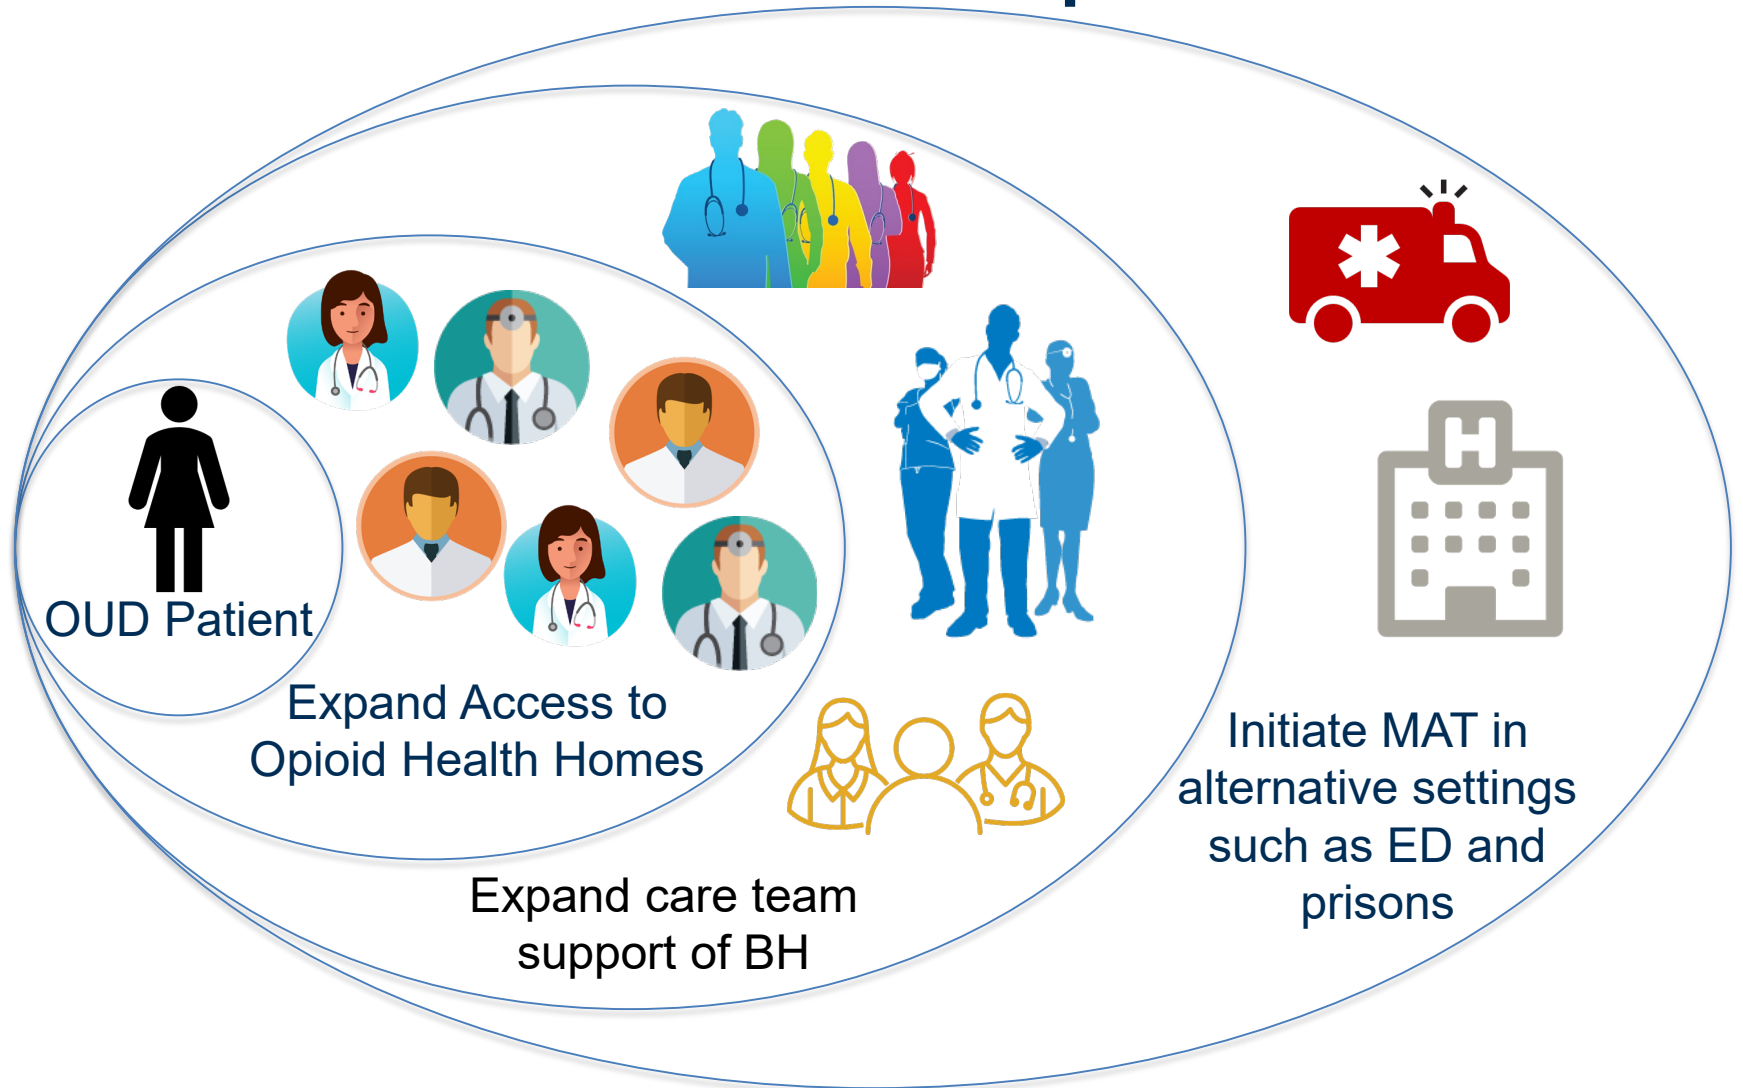 OUD Patient
Expand Access to
Opioid Health Homes
Expand care team
support of BH
H
Initiate MAT in
alternative settings
such as ED and
prisons